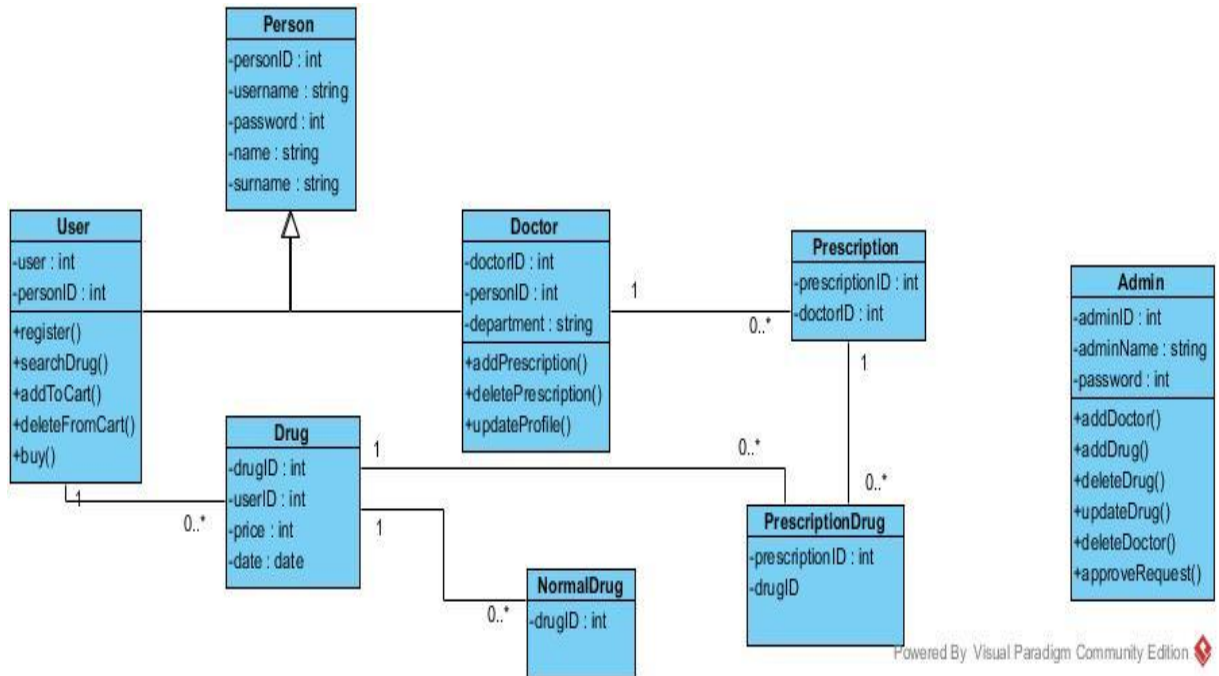 Person
-personID : int
-username : string
-password : int
-name : string
-surname : string
User
-user : int
-personID : int
+register()
+searchDrug()
+addToCart()
+deleteFromCart()
+buy()
Doctor
-doctorID : int
-personID : int
-department : string
+addPrescription()
+deletePrescription()
+updateProfile()
1
0..*
Prescription
-prescriptionID : int
-doctorID : int
1
0..*
Admin
-adminID : int
-adminName : string
-password : int
+addDoctor()
+addDrug()
+deleteDrug()
+updateDrug()
+deleteDoctor()
+approveRequest()
1
0..*
Drug
-drugID : int
-userID : int
-price : int
-date : date
1
0..*
1
0..*
NormalDrug
-drugID : int
PrescriptionDrug
-prescriptionID : int
-drugID
Powered By Visual Paradigm Community Edition